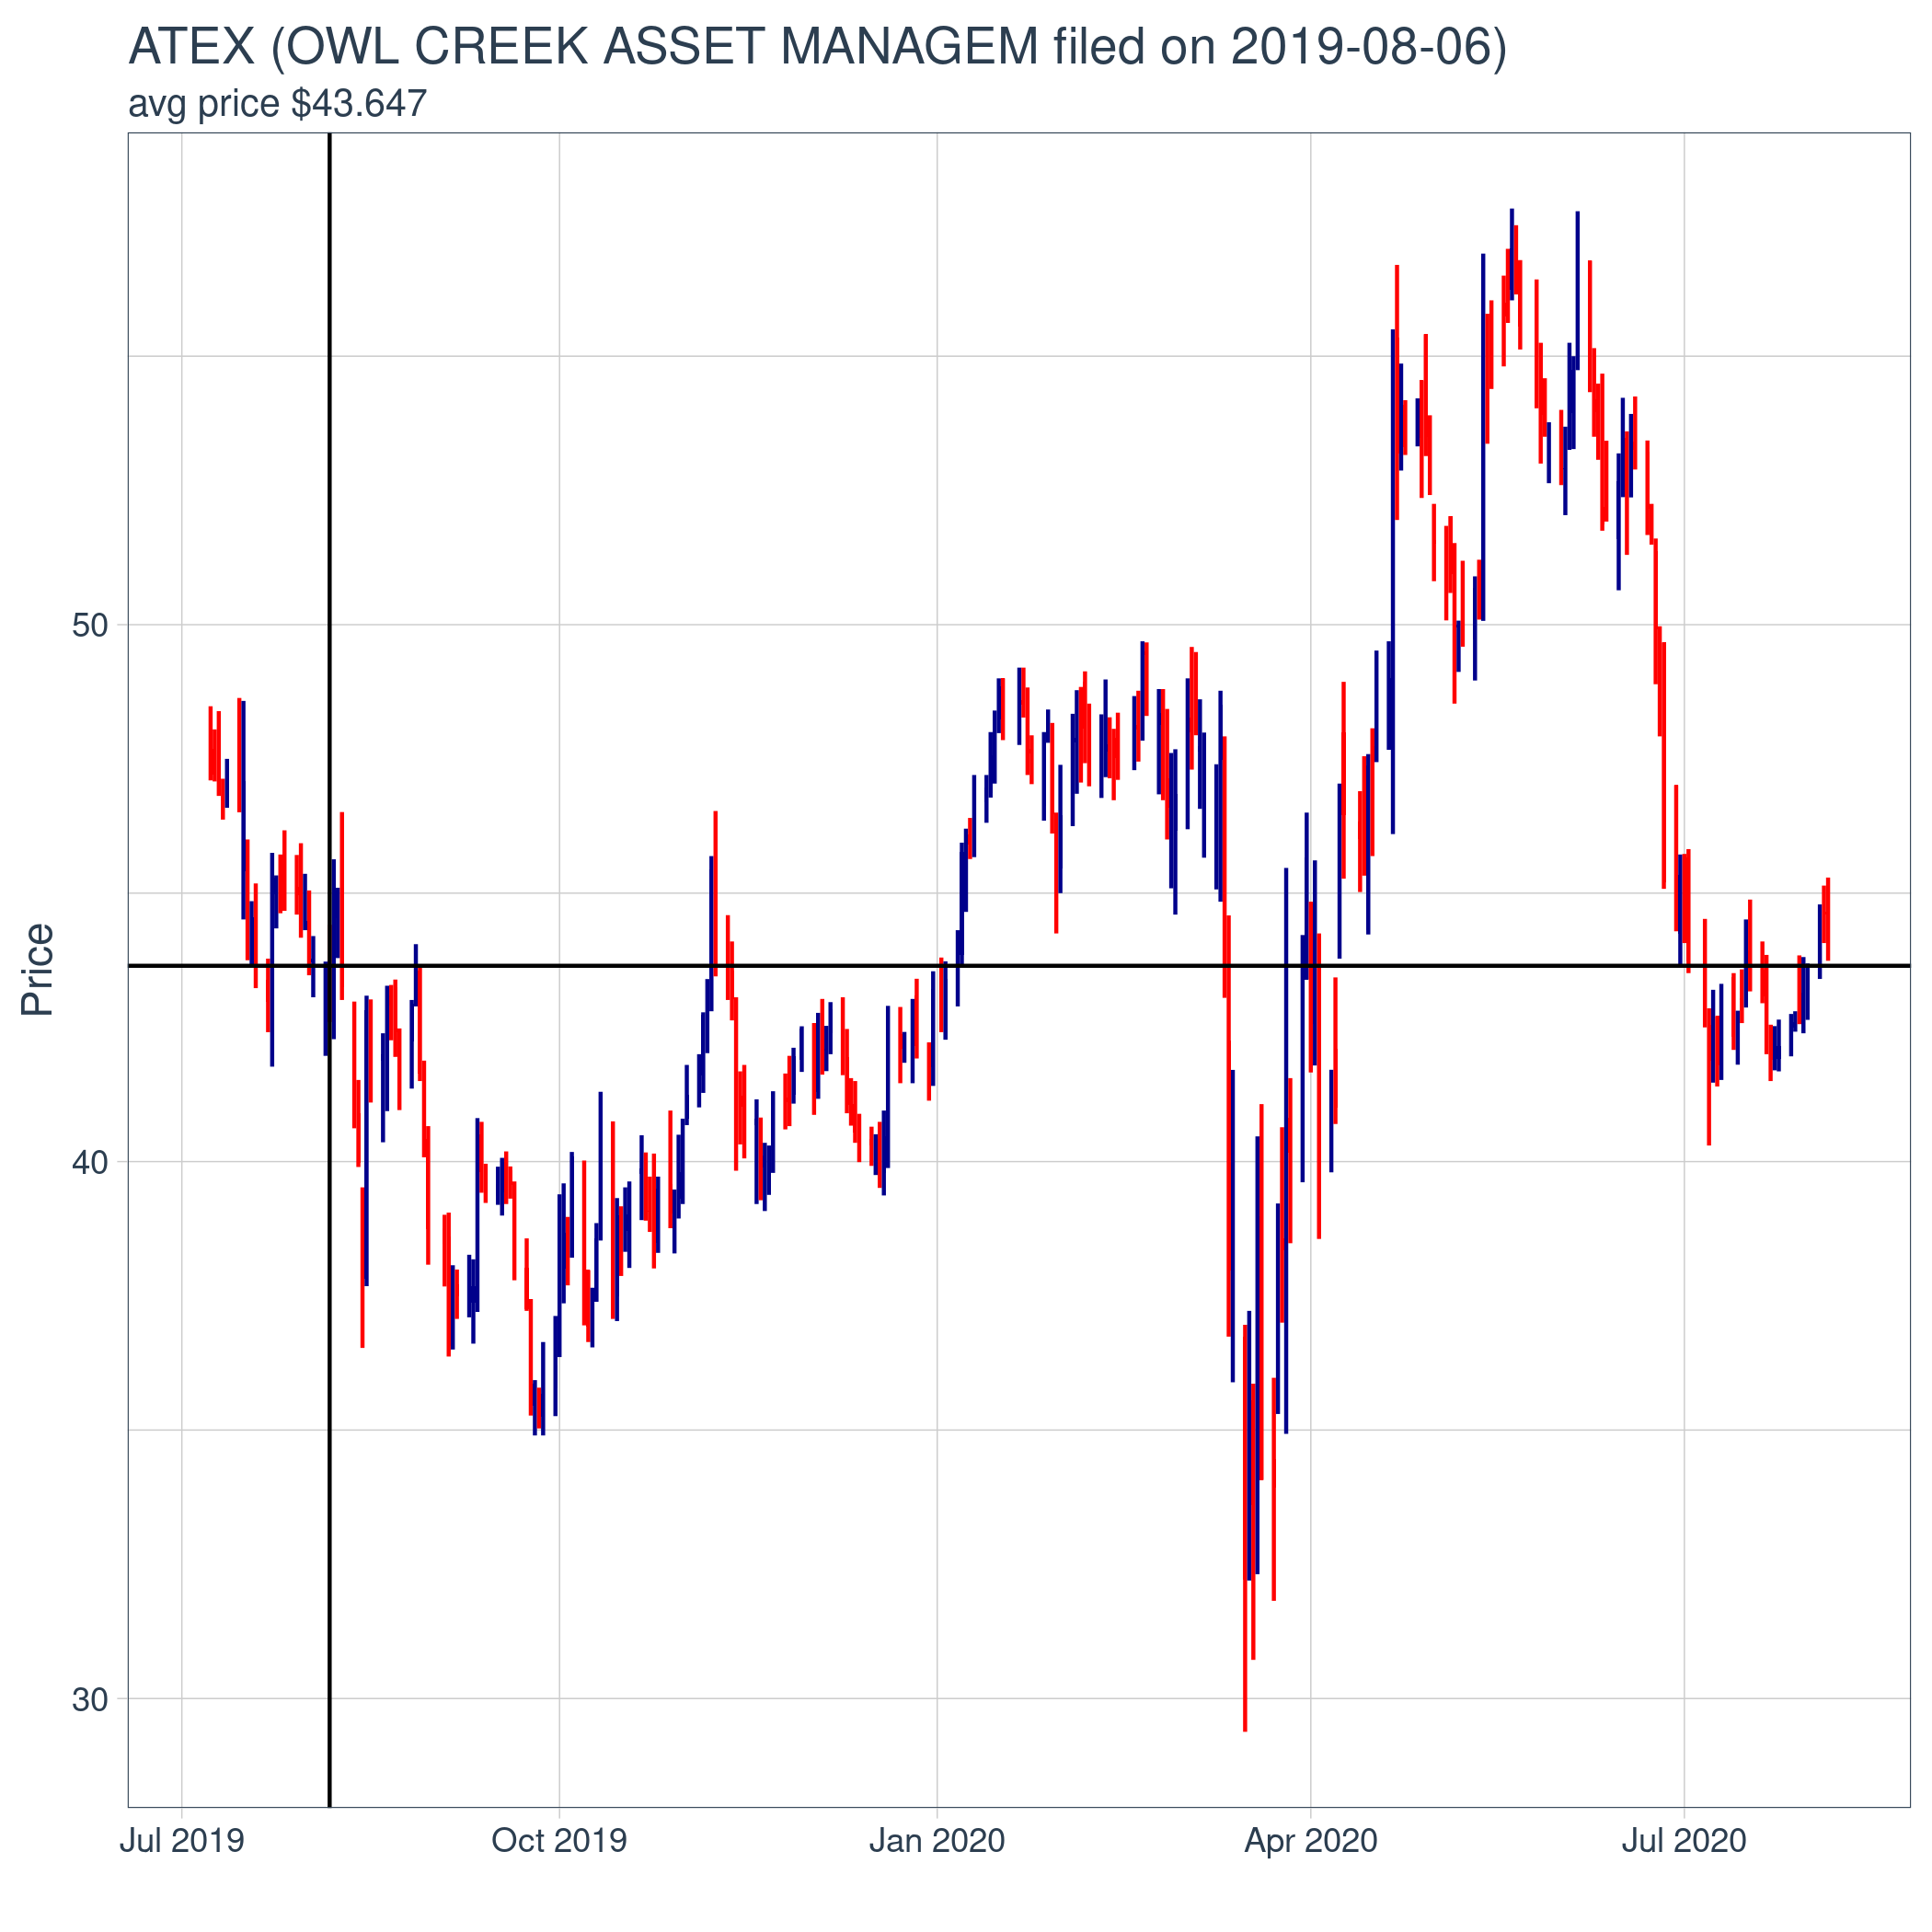 ATEX (OWL CREEK ASSET MANAGEM filed on 2019-08-06)
avg price $43.647
Price
50
40
30
Jul 2019
Oct 2019
Jan 2020
Apr 2020
Jul 2020